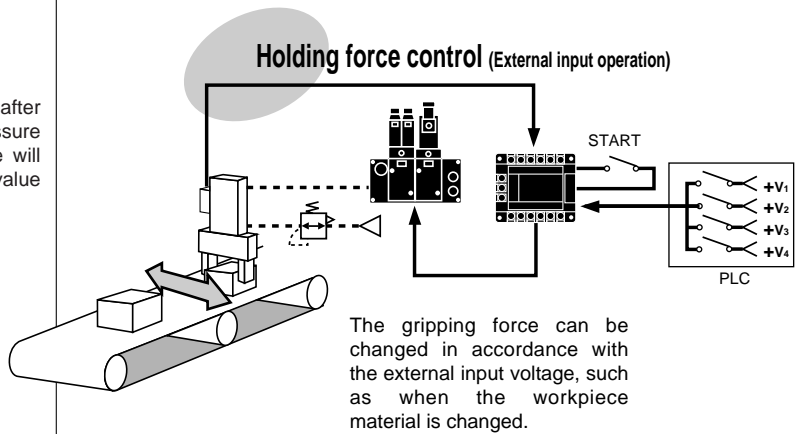 after
ssure
e will
value
Holding force control (External input operation)
START
+V1
+V2
+V3
+V4
PLC
The gripping force can be
changed in accordance with
the external input voltage, such
as when the workpiece
material is changed.